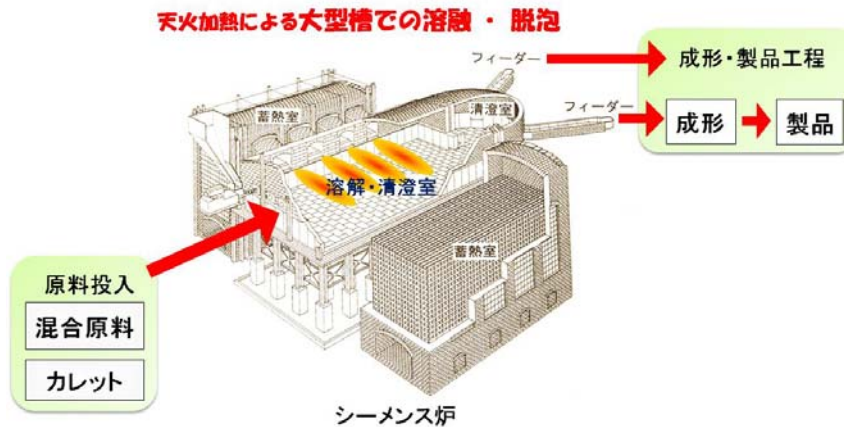 天火加熱による大型槽での溶融・脱泡
フィーダー
成形・製品工程
蓄熱室
清澄室
フィーダー
成形
製品
溶解・清澄室
蓄熱室
原料投入
混合原料
カレット
シーメンス炉